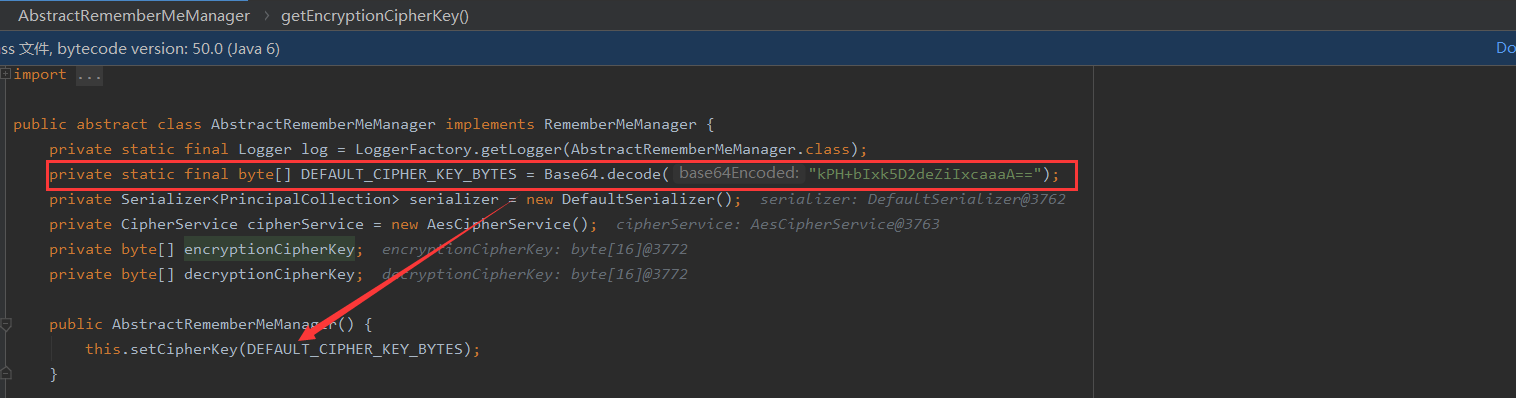 AbstractRememberMeManager > getEncryptionCipherKey()
ss 文件, bytecode version: 50.0 (Java 6) Do
import ...
public abstract class AbstractRememberMeManager implements RememberMeManager {
private static final Logger log = LoggerFactory.getLogger(AbstractRememberMeManager.class);
private static final byte[] DEFAULT_CIPHER_KEY_BYTES = Base64.decode( base64Encoded: "kPH+bIxk5D2deZiIxcaaaA==");
private Serializer<PrincipalCollection> serializer = new DefaultSerializer(); serializer: DefaultSerializer@3762
private CipherService cipherService = new AesCipherService(); cipherService: AesCipherService@3763
private byte[] encryptionCipherKey; encryptionCipherKey: byte[16]@3772
private byte[] decryptionCipherKey; decryptionCipherKey: byte[16]@3772
public AbstractRememberMeManager() {
this.setCipherKey(DEFAULT_CIPHER_KEY_BYTES);
}